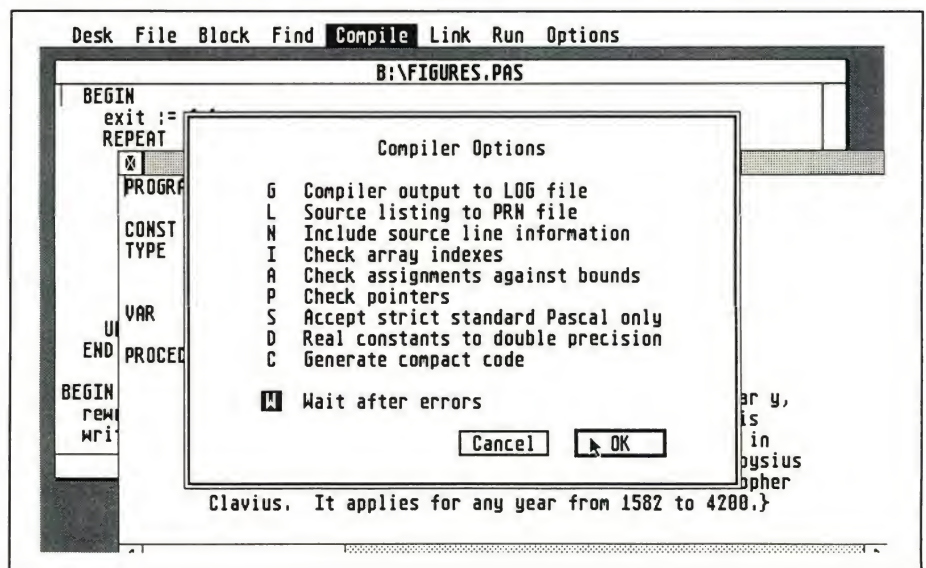 Desk File Block Find Compile Link Run Options
B:\FIGURES.PAS
BEGIN
exit :=
REPEAT
PROGRA
CONST
TYPE
VAR
END PROCED
BEGIN
rew
wri
Compiler Options
G Compiler output to LOG file
L Source listing to PRN file
N Include source line information
I Check array indexes
A Check assignments against bounds
P Check pointers
S Accept strict standard Pascal only
D Real constants to double precision
C Generate compact code
W Wait after errors
Cancel OK
ar y,
is
in
oysius
opher
Clavius. It applies for any year from 1582 to 4200.}